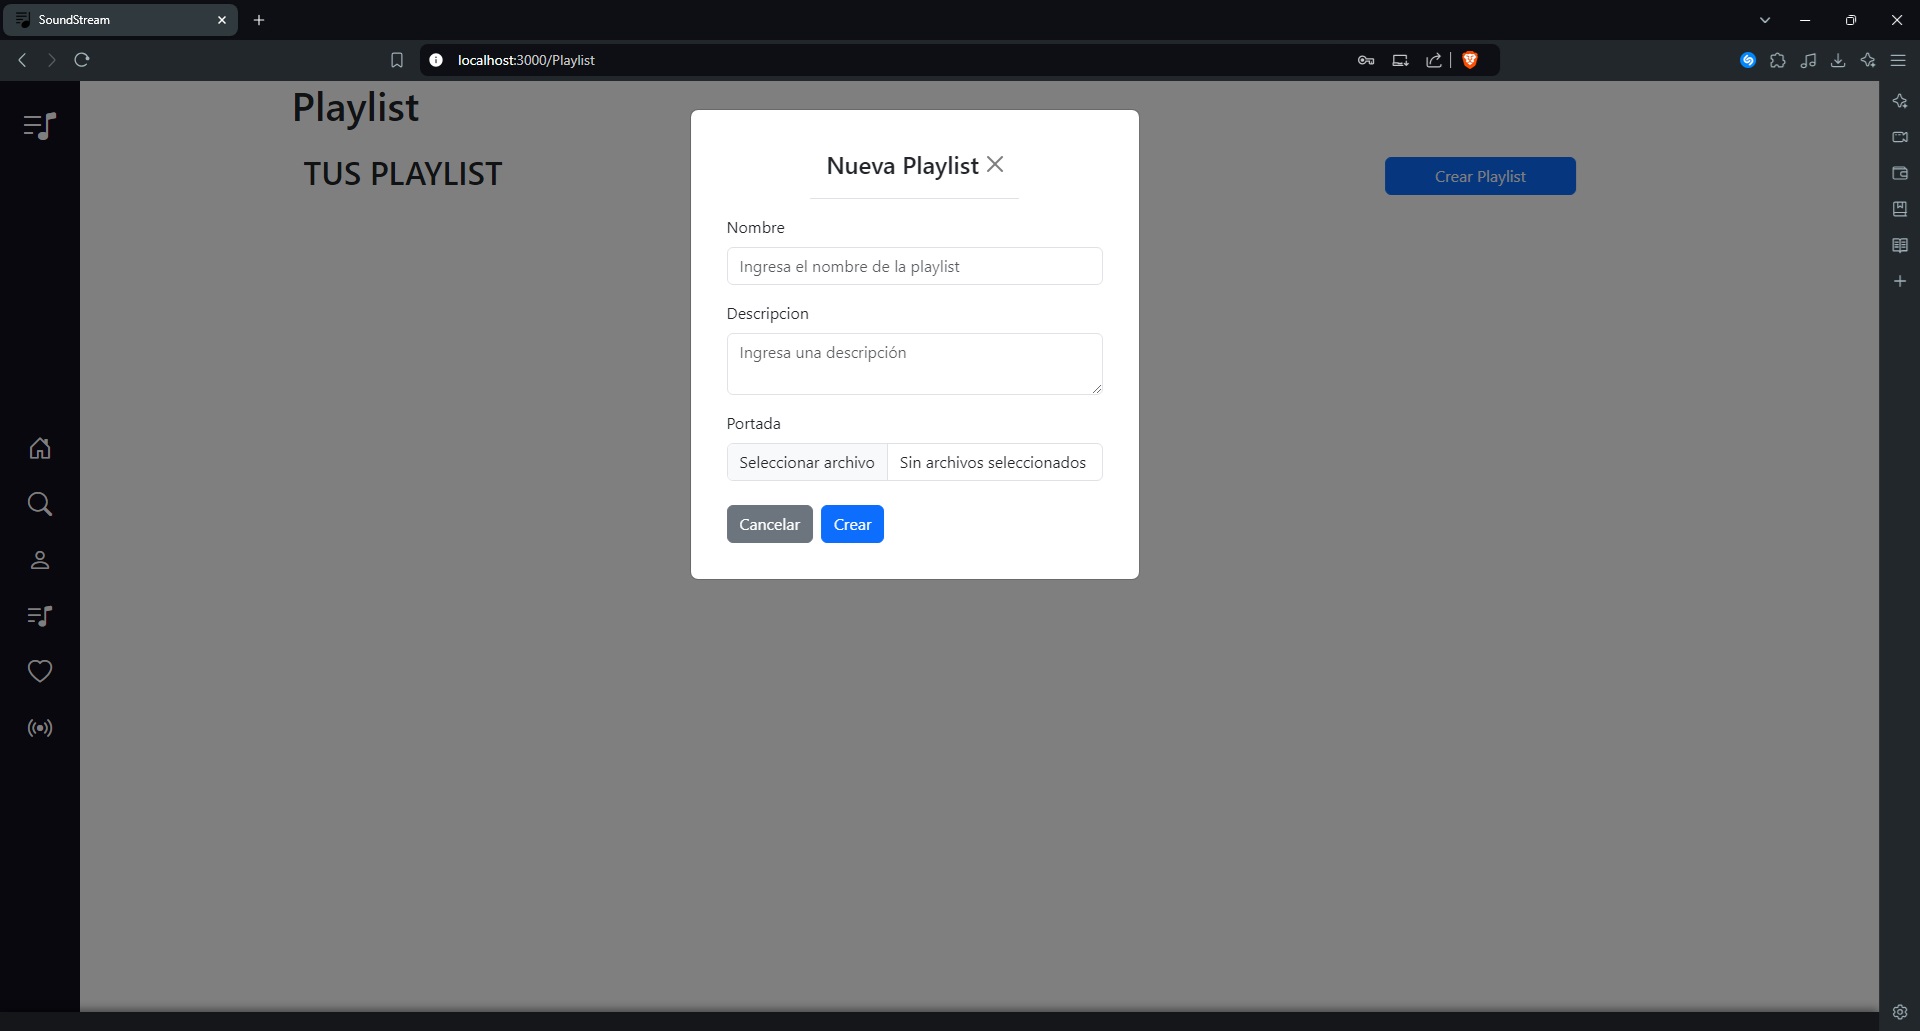 SoundStream
localhost:3000/Playlist
Playlist
TUS PLAYLIST
Crear Playlist
Nueva Playlist
Nombre
Ingresa el nombre de la playlist
Descripcion
Ingresa una descripción
Portada
Seleccionar archivo Sin archivos seleccionados
Cancelar Crear